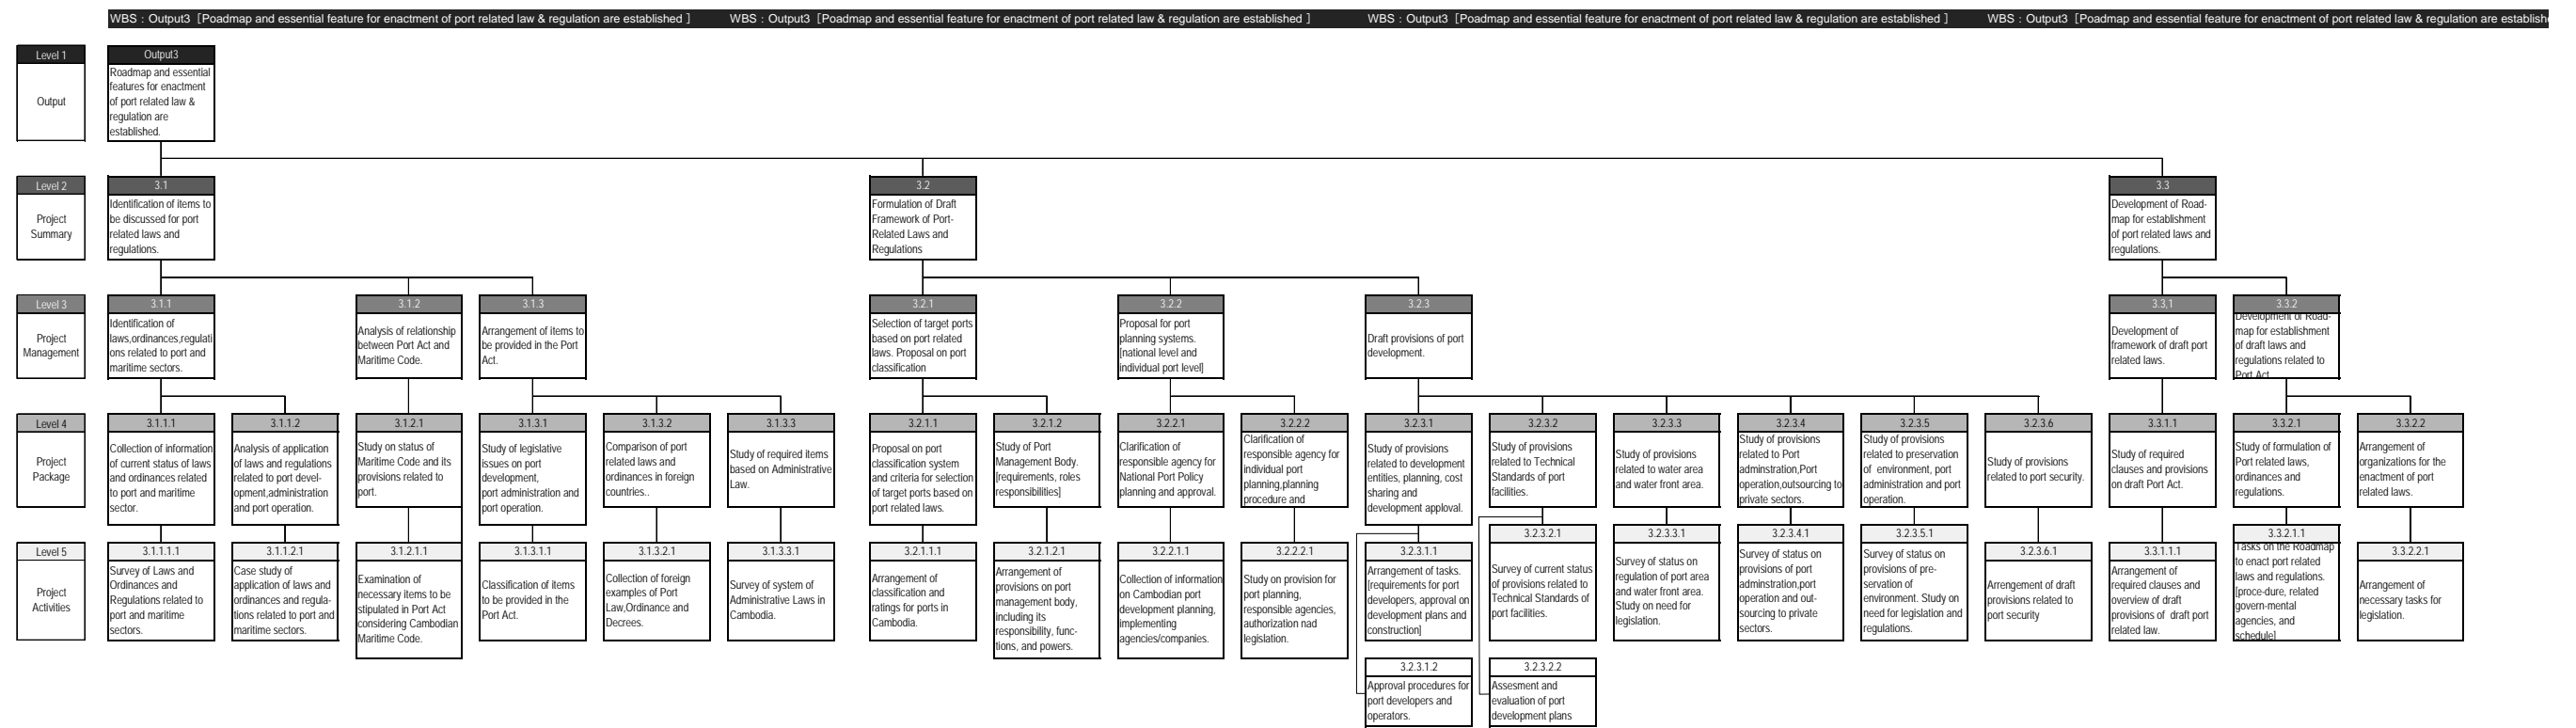 WBS：Output3［Poadmap and essential feature for enactment of port related law & regulation are established ］
WBS：Output3［Poadmap and essential feature for enactment of port related law & regulation are established ］
WBS：Output3［Poadmap and essential feature for enactment of port related law & regulation are established ］
WBS：Output3［Poadmap and essential feature for enactment of port related law & regulation are establish
Level 1
Output
Output3
Roadmap and essential
features for enactment
of port related law &
regulation are
established.
Level 2
Project
Summary
3.1
Identification of items to
be discussed for port
related laws and
regulations.
3.2
Formulation of Draft
Framework of Port-
Related Laws and
Regulations
3.3
Development of Road-
map for establishment
of port related laws and
regulations.
Level 3
Project
Management
3.1.1
Identification of
laws,ordinances,regulati
ons related to port and
maritime sectors.
3.1.2
Analysis of relationship
between Port Act and
Maritime Code.
3.1.3
Arrangement of items to
be provided in the Port
Act.
3.2.1
Selection of target ports
based on port related
laws. Proposal on port
classification
3.2.2
Proposal for port
planning systems.
[national level and
individual port level]
3.2.3
Draft provisions of port
development.
3.3,1
Development of
framework of draft port
related laws.
3.3.2
Development of Road-
map for establishment
of draft laws and
regulations related to
Port Act
Level 4
Project
Package
3.1.1.1
Collection of information
of current status of laws
and ordinances related
to port and maritime
sector.
3.1.1.2
Analysis of application
of laws and regulations
related to port devel-
opment,administration
and port operation.
3.1.2.1
Study on status of
Maritime Code and its
provisions related to
port.
3.1.3.1
Study of legislative
issues on port
development,
port administration and
port operation.
3.1.3.2
Comparison of port
related laws and
ordinances in foreign
countries..
3.1.3.3
Study of required items
based on Administrative
Law.
3.2.1.1
Proposal on port
classification system
and criteria for selection
of target ports based on
port related laws.
3.2.1.2
Study of Port
Management Body.
[requirements, roles
responsibilities]
3.2.2.1
Clarification of
responsible agency for
National Port Policy
planning and approval.
3.2.2.2
Clarification of
responsible agency for
individual port
planning,planning
procedure and
3.2.3.1
Study of provisions
related to development
entities, planning, cost
sharing and
development apploval.
3.2.3.2
Study of provisions
related to Technical
Standards of port
facilities.
3.2.3.3
Study of provisions
related to water area
and water front area.
3.2.3.4
Study of provisions
related to Port
adminstration,Port
operation,outsourcing to
private sectors.
3.2.3.5
Study of provisions
related to preservation
of  environment, port
administration and port
operation.
3.2.3.6
Study of provisions
related to port security.
3.3.1.1
Study of required
clauses and provisions
on draft Port Act.
3.3.2.1
Study of formulation of
Port related laws,
ordinances and
regulations.
3.3.2.2
Arrangement of
organizations for the
enactment of port
related laws.
Level 5
Project
Activities
3.1.1.1.1
Survey of Laws and
Ordinances and
Regulations related to
port and maritime
sectors.
3.1.1.2.1
Case study of
application of laws and
ordinances and regula-
tions related to port and
maritime sectors.
3.1.2.1.1
Examination of
necessary items to be
stipulated in Port Act
considering Cambodian
Maritime Code.
3.1.3.1.1
Classification of items
to be provided in the
Port Act.
3.1.3.2.1
Collection of foreign
examples of Port
Law,Ordinance and
Decrees.
3.1.3.3.1
Survey of system of
Administrative Laws in
Cambodia.
3.2.1.1.1
Arrangement of
classification and
ratings for ports in
Cambodia.
3.2.1.2.1
Arrangement of
provisions on port
management body,
including its
responsibility, func-
tions, and powers.
3.2.2.1.1
Collection of information
on Cambodian port
development planning,
implementing
agencies/companies.
3.2.2.2.1
Study on provision for
port planning,
responsible agencies,
authorization nad
legislation.
3.2.3.1.1
Arrangement of tasks.
[requirements for port
developers, approval on
development plans and
construction]
3.2.3.2.1
Survey of current status
of provisions related to
Technical Standards of
port facilities.
3.2.3.3.1
Survey of status on
regulation of port area
and water front area.
Study on need for
legislation.
3.2.3.4.1
Survey of status on
provisions of port
adminstration,port
operation and out-
sourcing to private
sectors.
3.2.3.5.1
Survey of status on
provisions of pre-
servation of
environment. Study on
need for legislation and
regulations.
3.2.3.6.1
Arrengement of draft
provisions related to
port security
3.3.1.1.1
Arrangement of
required clauses and
overview of draft
provisions of  draft port
related law.
3.3.2.1.1
Tasks on the Roadmap
to enact port related
laws and regulations.
[proce-dure, related
govern-mental
agencies, and
schedule]
3.3.2.2.1
Arrangement of
necessary tasks for
legislation.
3.2.3.1.2
Approval procedures for
port developers and
operators.
3.2.3.2.2
Assesment and
evaluation of port
development plans